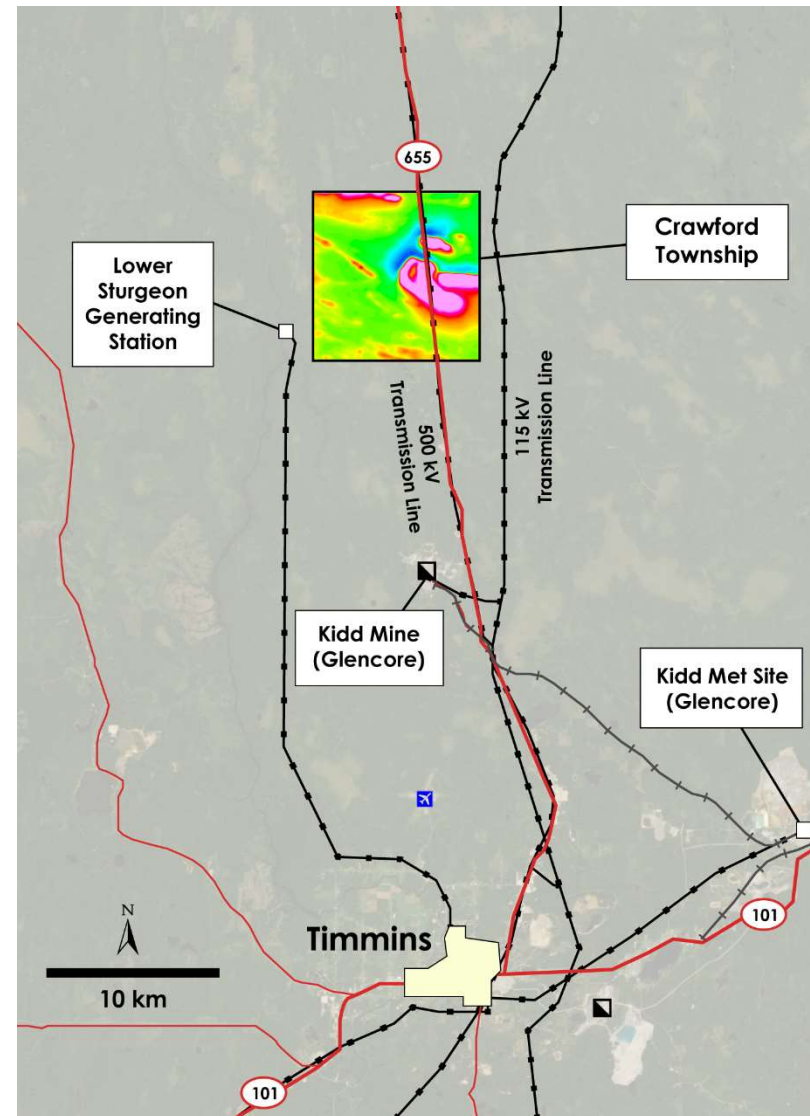 655
Crawford
Township
Lower
Sturgeon
Generating
Station
500 kV
Transmission Line
115 kV
Transmission Line
Kidd Mine
(Glencore)
Kidd Met Site
(Glencore)
N
Timmins
101
10 km
101